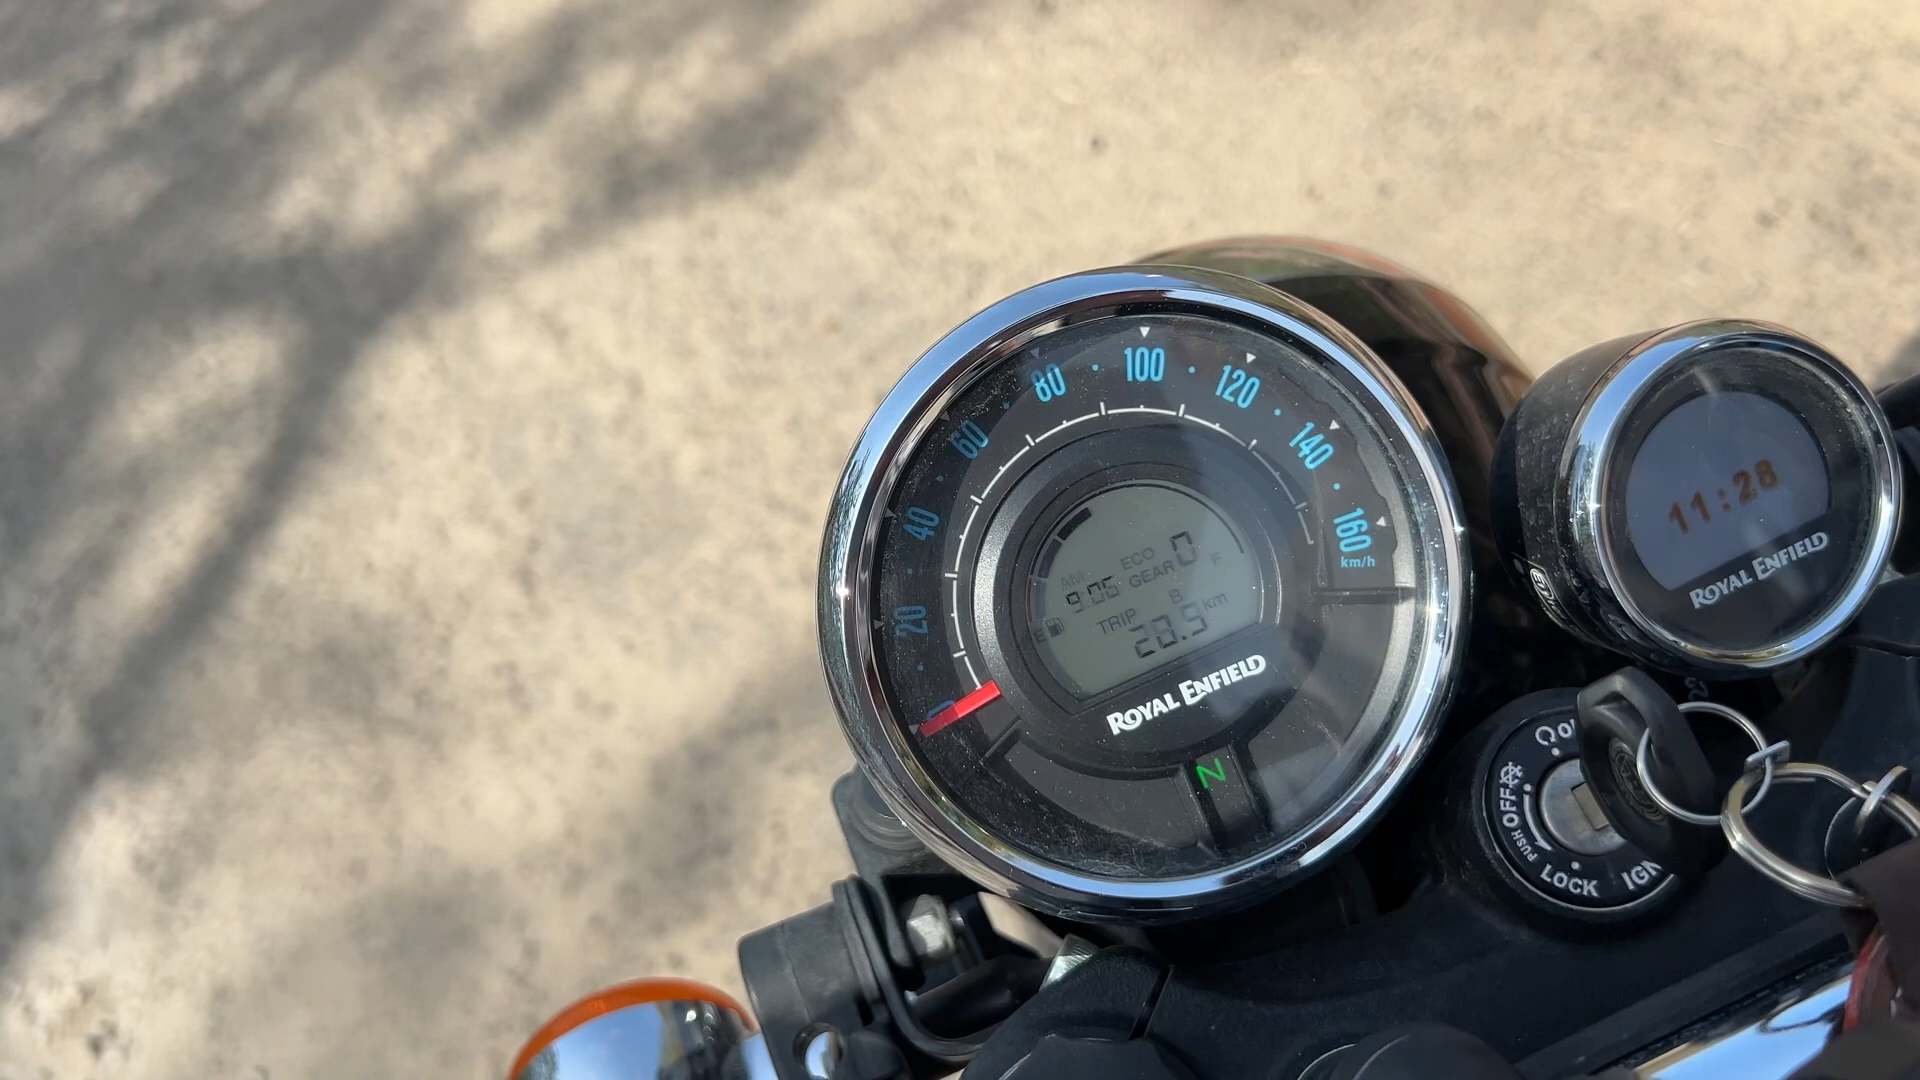 80
100
120
60
140
40
160
km/h
20
ECO
0
AM
GEAR
F
9:06
TRIP
B
E
28.5
km
ROYAL ENFIELD
N
11:28
ROYAL ENFIELD
OFF
PUSH
LOCK
IGN